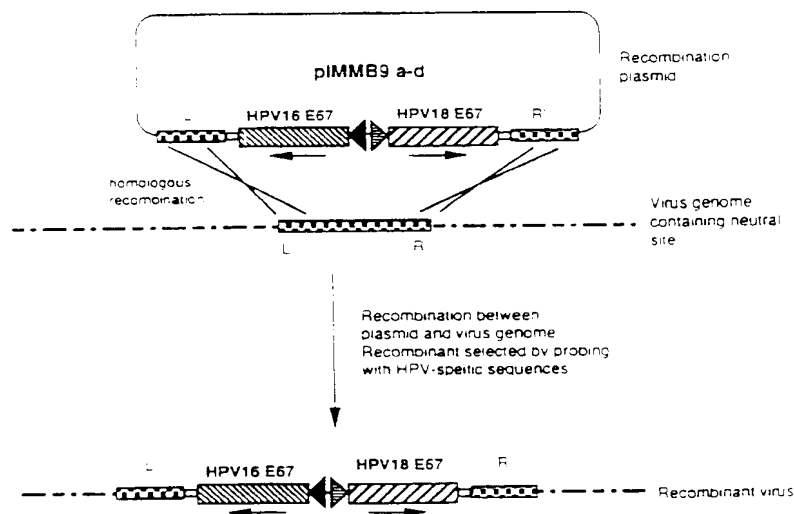 pIMMB9 a-d
Recombination
plasmid
L
HPV16 E67
HPV18 E67
R'
homologous
recombination
Virus genome
containing neutral
site
L
R
Recombination between
plasmid and virus genome
Recombinant selected by probing
with HPV-speitic sequences
L
HPV16 E67
HPV18 E67
R
Recombinant virus